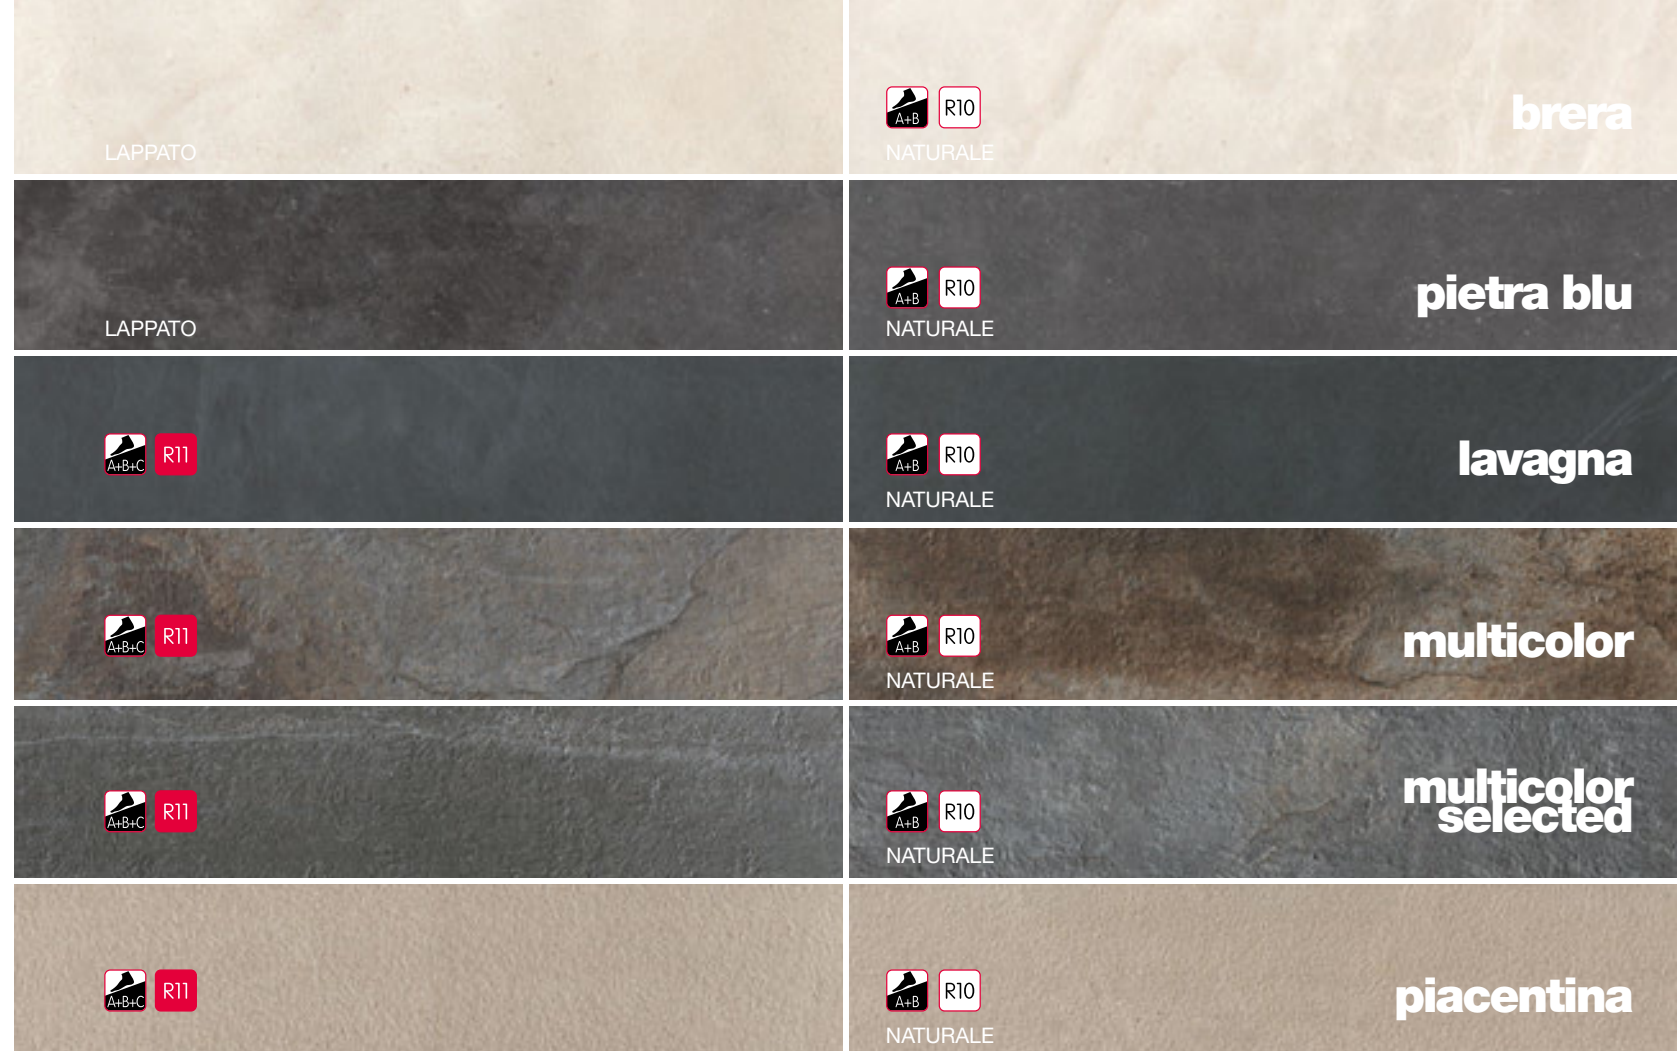 A+B R10
brera
LAPPATO
NATURALE
A+B R10
pietra blu
LAPPATO
NATURALE
A+B+C R11
A+B R10
lavagna
NATURALE
A+B+C R11
A+B R10
multicolor
NATURALE
A+B+C R11
A+B R10
multicolor
selected
NATURALE
A+B+C R11
A+B R10
piacentina
NATURALE